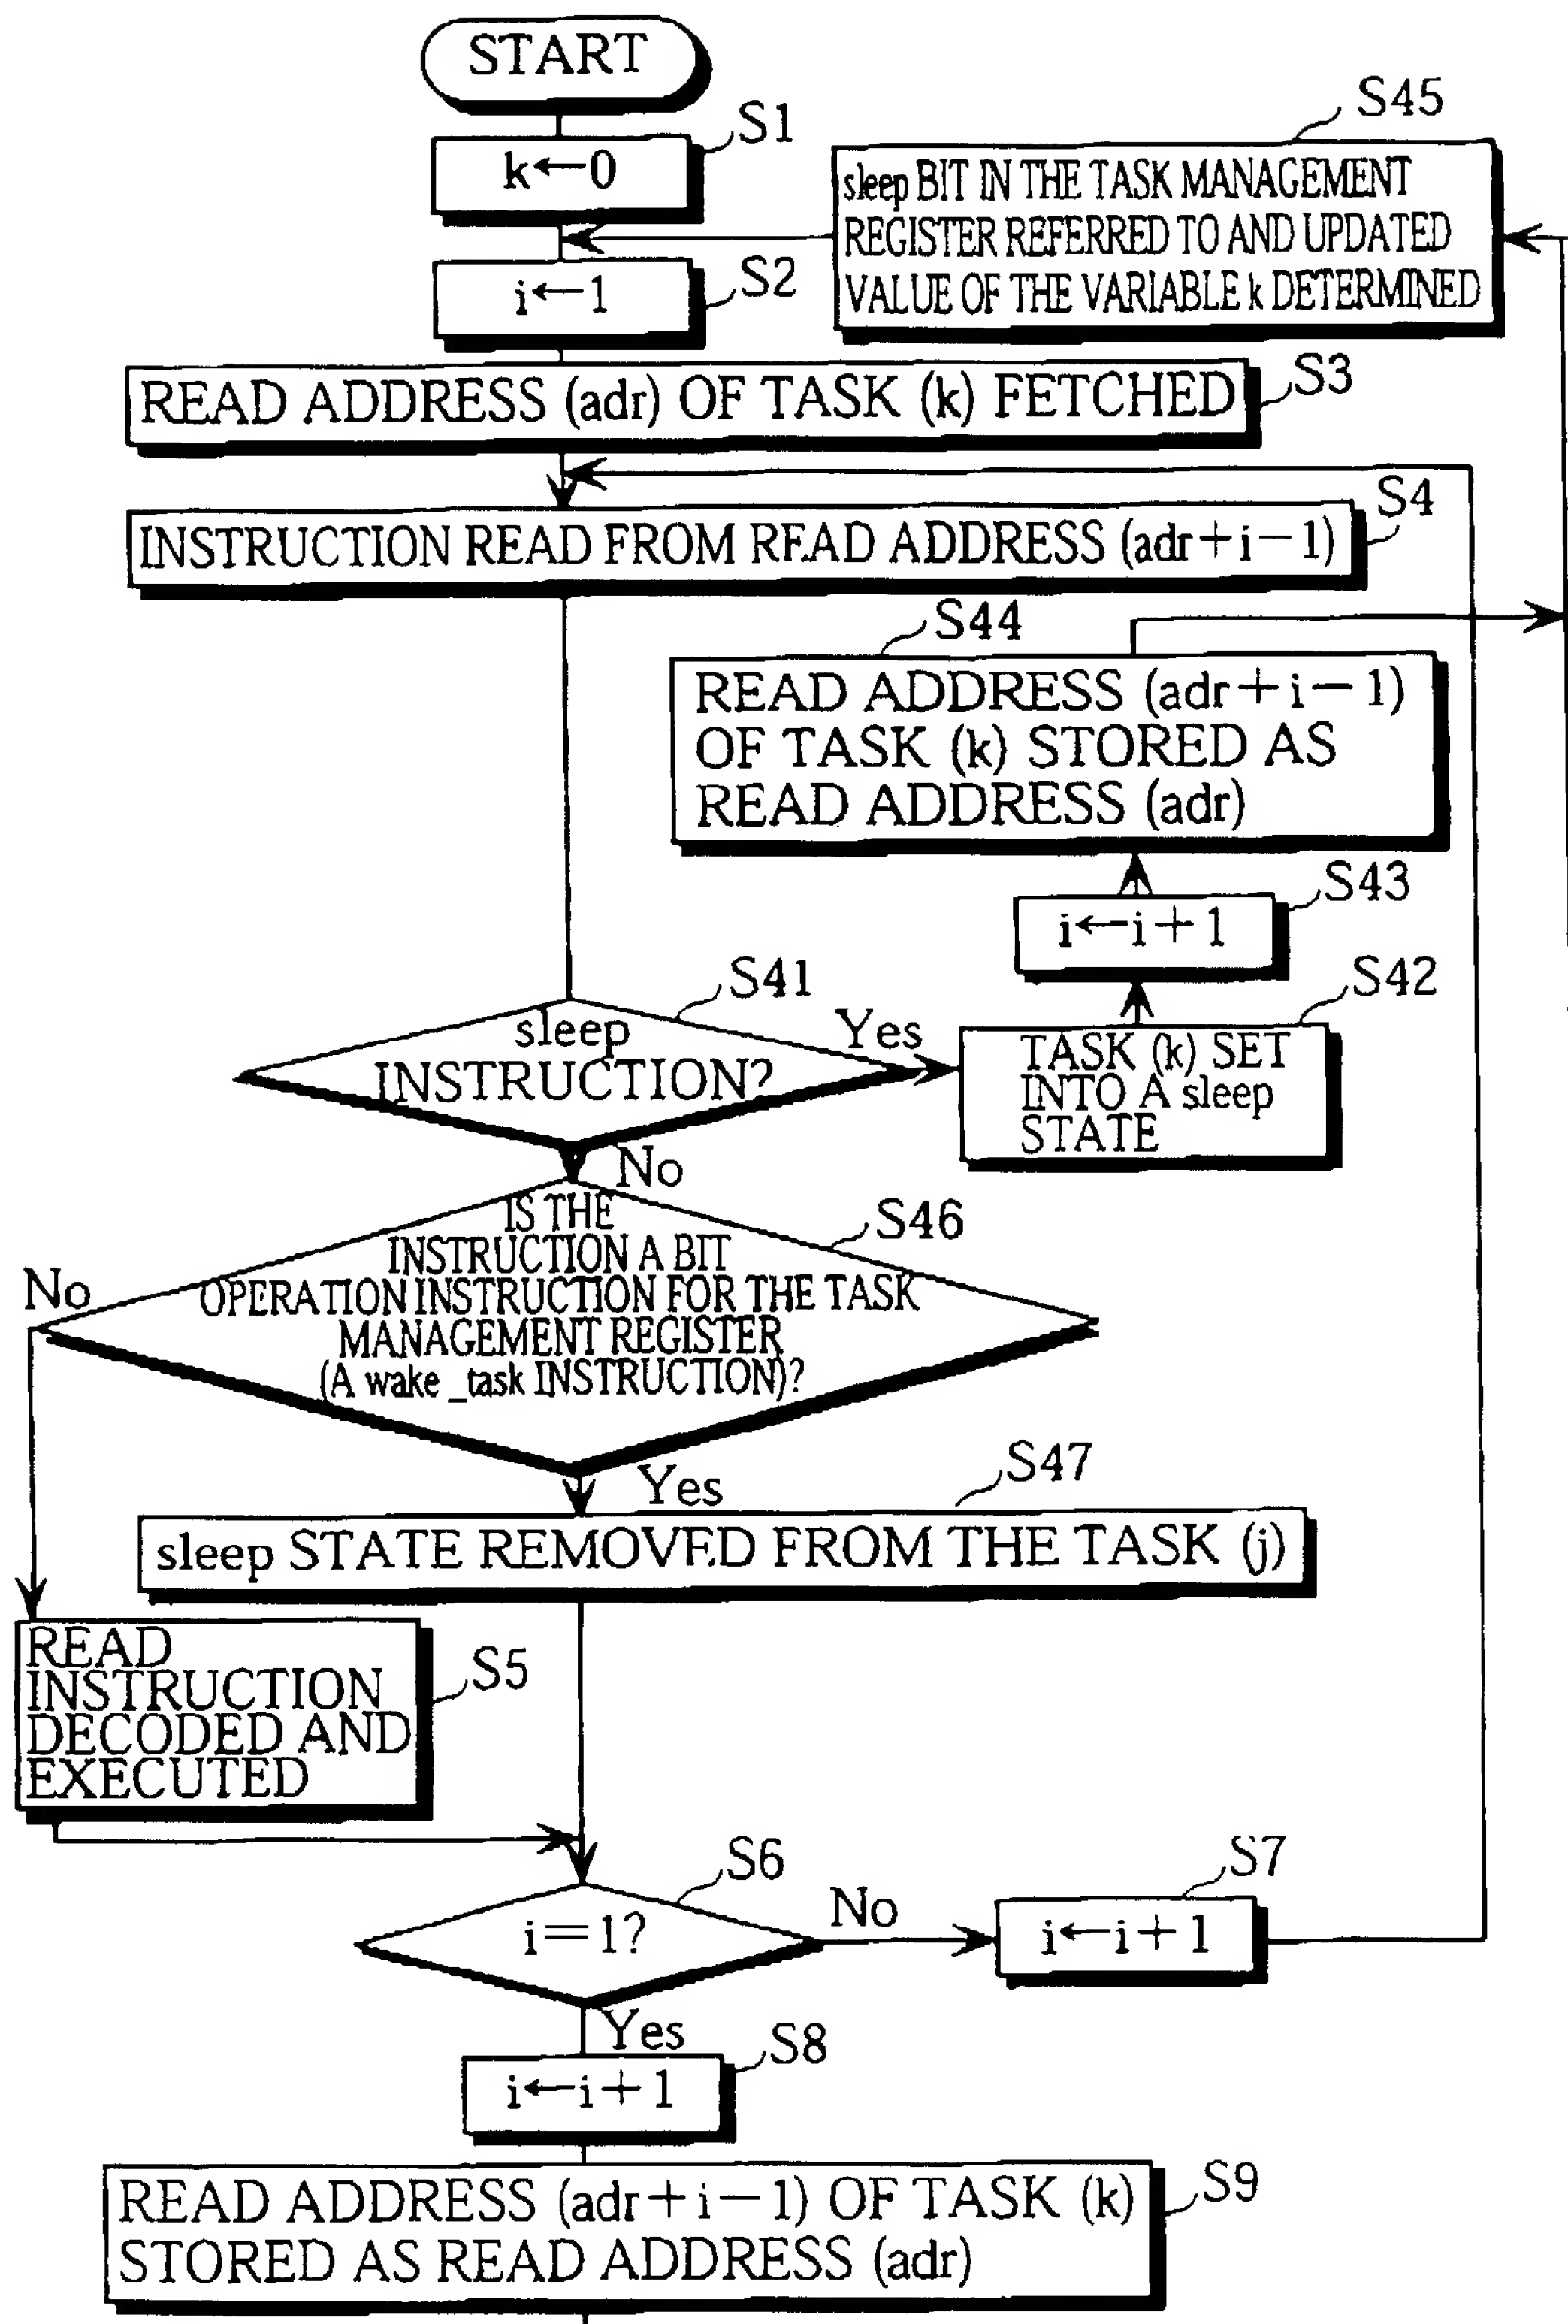 START
S1
k←0
S45
sleep BIT IN THE TASK MANAGEMENT
REGISTER REFERRED TO AND UPDATED
VALUE OF THE VARIABLE k DETERMINED
S2
i←1
S3
READ ADDRESS (adr) OF TASK (k) FETCHED
S4
INSTRUCTION READ FROM READ ADDRESS (adr+i−1)
S44
READ ADDRESS (adr+i−1)
OF TASK (k) STORED AS
READ ADDRESS (adr)
S43
i←i+1
S41
S42
sleep
INSTRUCTION?
Yes
TASK (k) SET
INTO A sleep
STATE
No
S46
IS THE
INSTRUCTION A BIT
OPERATION INSTRUCTION FOR THE TASK
MANAGEMENT REGISTER
(A wake_task INSTRUCTION)?
No
Yes
S47
sleep STATE REMOVED FROM THE TASK (j)
READ
INSTRUCTION
DECODED AND
EXECUTED
S5
S6
i=1?
No
S7
i←i+1
Yes
S8
i←i+1
S9
READ ADDRESS (adr+i−1) OF TASK (k)
STORED AS READ ADDRESS (adr)